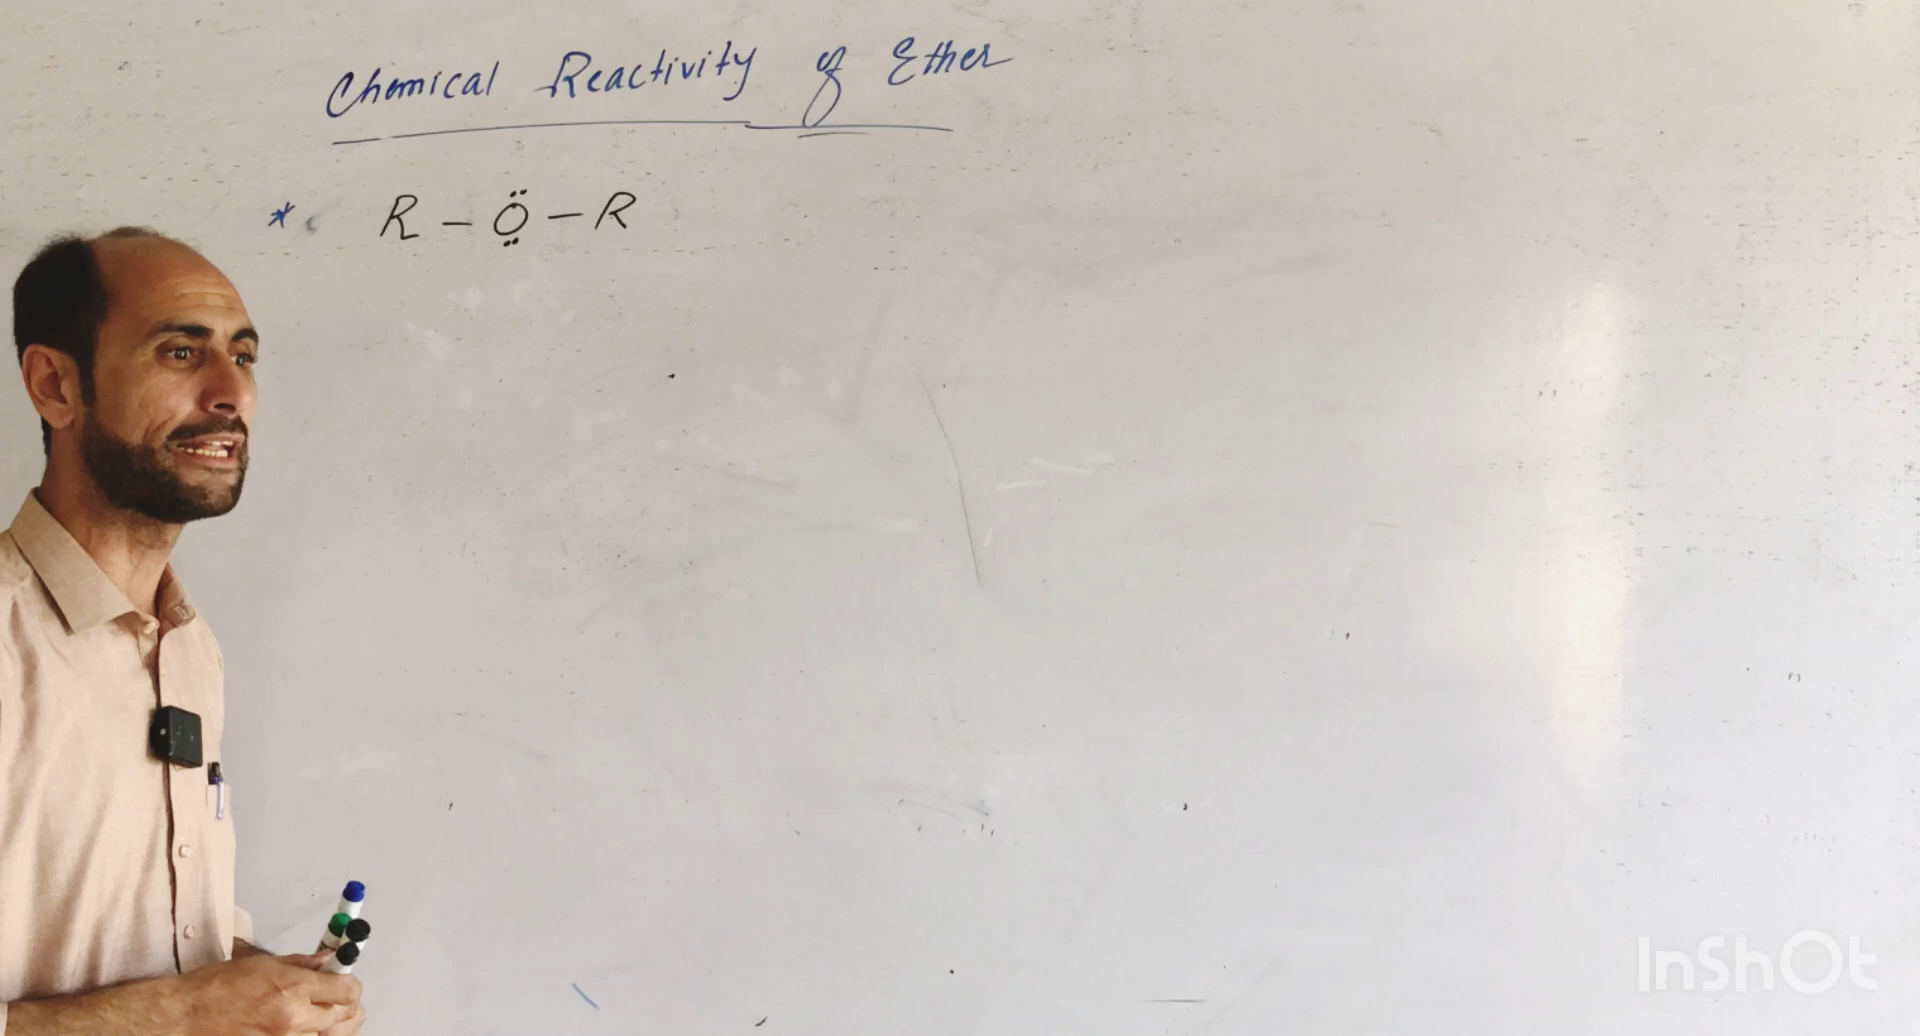 Chemical Reactivity of Ether
* R - Ö - R
InShOt